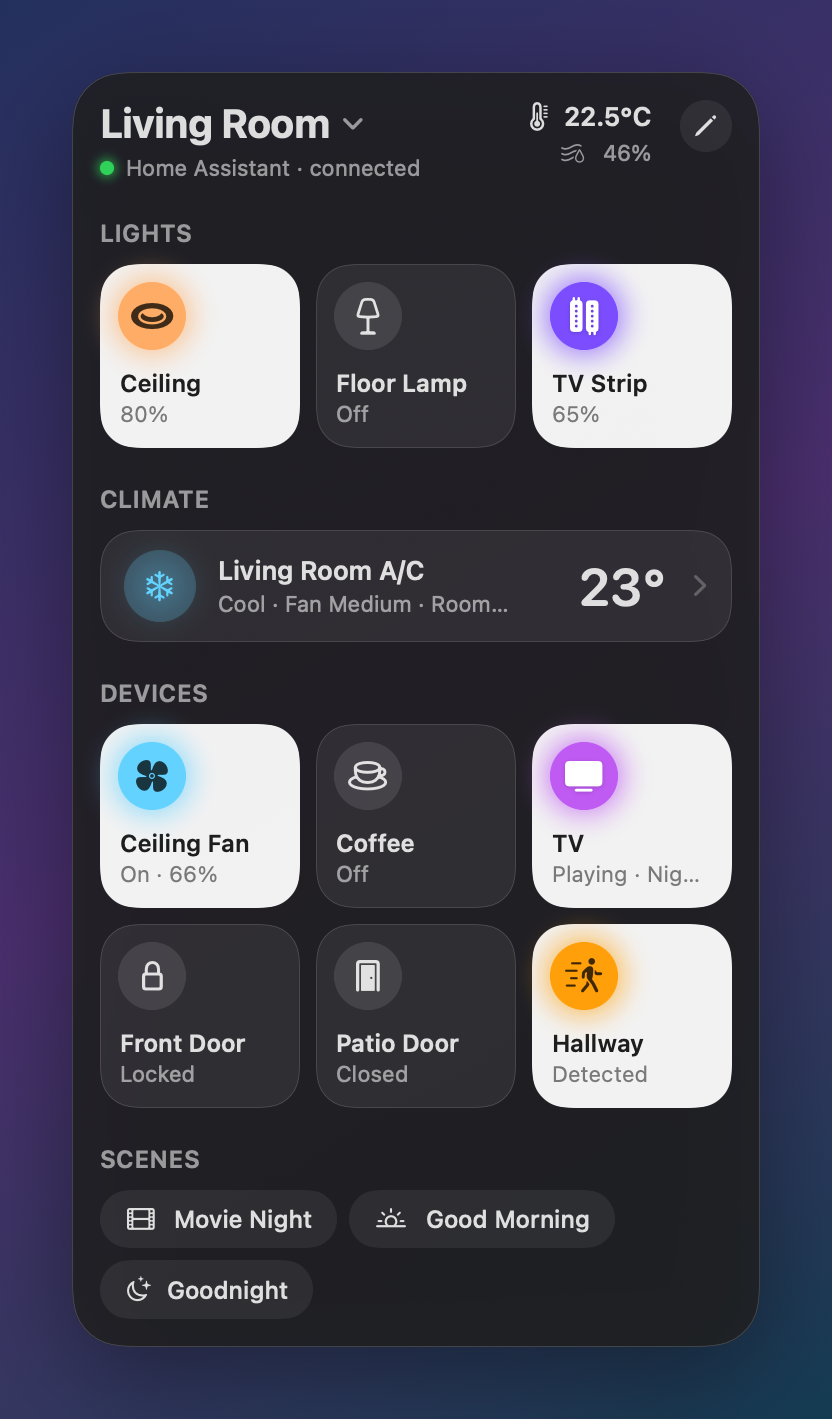 Living Room
22.5°C
46%
Home Assistant · connected
LIGHTS
Ceiling
80%
Floor Lamp
Off
TV Strip
65%
CLIMATE
Living Room A/C
Cool · Fan Medium · Room...
23°
DEVICES
Ceiling Fan
On · 66%
Coffee
Off
TV
Playing · Nig...
Front Door
Locked
Patio Door
Closed
Hallway
Detected
SCENES
Movie Night
Good Morning
Goodnight